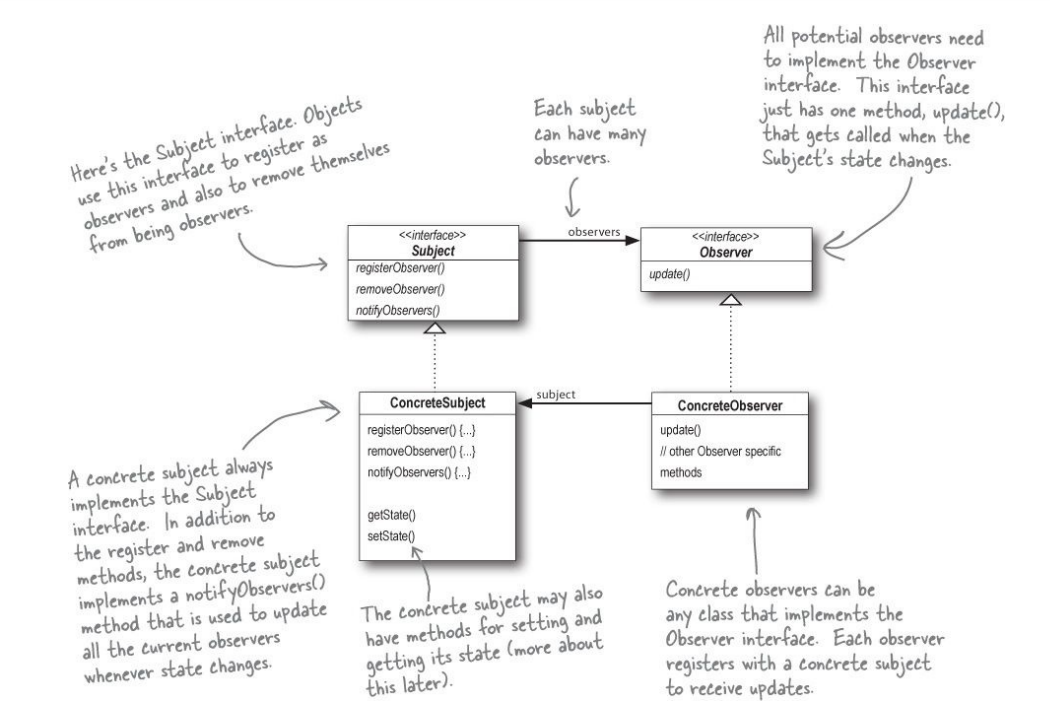 All potential observers need
to implement the Observer
interface. This interface
just has one method, update(),
that gets called when the
Subject's state changes.
Each subject
can have many
observers.
Here's the Subject interface. Objects
use this interface to register as
observers and also to remove themselves
from being observers.
<<interface>>
Subject
registerObserver()
removeObserver()
notifyObservers()
observers
<<interface>>
Observer
update()
ConcreteSubject
registerObserver() {...}
removeObserver() {...}
notifyObservers() {...}
getState()
setState()
subject
ConcreteObserver
update()
// other Observer specific
methods
A concrete subject always
implements the Subject
interface. In addition to
the register and remove
methods, the concrete subject
implements a notifyObservers()
method that is used to update
all the current observers
whenever state changes.
The concrete subject may also
have methods for setting and
getting its state (more about
this later).
Concrete observers can be
any class that implements the
Observer interface. Each observer
registers with a concrete subject
to receive updates.